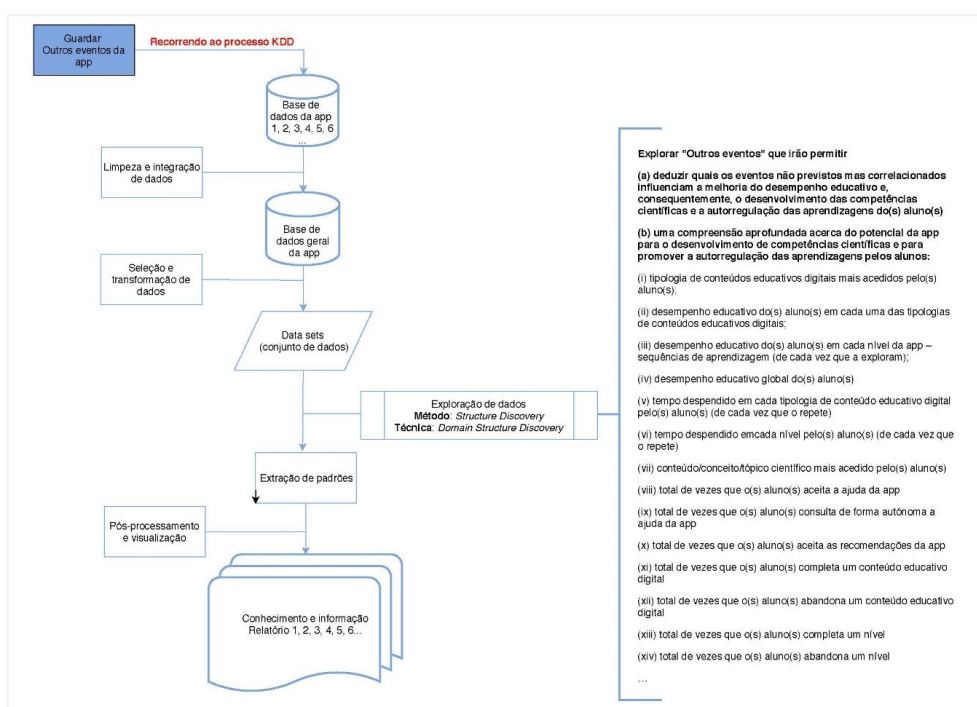 Guardar
Outros eventos da
app
Recorrendo ao processo KDD
Base de
dados da app
1, 2, 3, 4, 5, 6
...
Limpeza e integração
de dados
Base de
dados geral
da app
Seleção e
transformação de
dados
Data sets
(conjunto de dados)
Exploração de dados
Método: Structure Discovery
Técnica: Domain Structure Discovery
Extração de padrões
Pós-processamento
e visualização
Conhecimento e informação
Relatório 1, 2, 3, 4, 5, 6...
Explorar "Outros eventos" que irão permitir
(a) deduzir quais os eventos não previstos mas correlacionados
influenciam a melhoria do desempenho educativo e,
consequentemente, o desenvolvimento das competências
científicas e a autorregulação das aprendizagens do(s) aluno(s)
(b) uma compreensão aprofundada acerca do potencial da app
para o desenvolvimento de competências científicas e para
promover a autorregulação das aprendizagens pelos alunos:
(i) tipologia de conteúdos educativos digitais mais acedidos pelo(s)
aluno(s);
(ii) desempenho educativo do(s) aluno(s) em cada uma das tipologias
de conteúdos educativos digitais;
(iii) desempenho educativo do(s) aluno(s) em cada nível da app –
sequências de aprendizagem (de cada vez que a exploram);
(iv) desempenho educativo global do(s) aluno(s)
(v) tempo despendido em cada tipologia de conteúdo educativo digital
pelo(s) aluno(s) (de cada vez que o repete)
(vi) tempo despendido emcada nível pelo(s) aluno(s) (de cada vez que
o repete)
(vii) conteúdo/conceito/tópico científico mais acedido pelo(s) aluno(s)
(viii) total de vezes que o(s) aluno(s) aceita a ajuda da app
(ix) total de vezes que o(s) aluno(s) consulta de forma autónoma a
ajuda da app
(x) total de vezes que o(s) aluno(s) aceita as recomendações da app
(xi) total de vezes que o(s) aluno(s) completa um conteúdo educativo
digital
(xii) total de vezes que o(s) aluno(s) abandona um conteúdo educativo
digital
(xiii) total de vezes que o(s) aluno(s) completa um nível
(xiv) total de vezes que o(s) aluno(s) abandona um nível
...